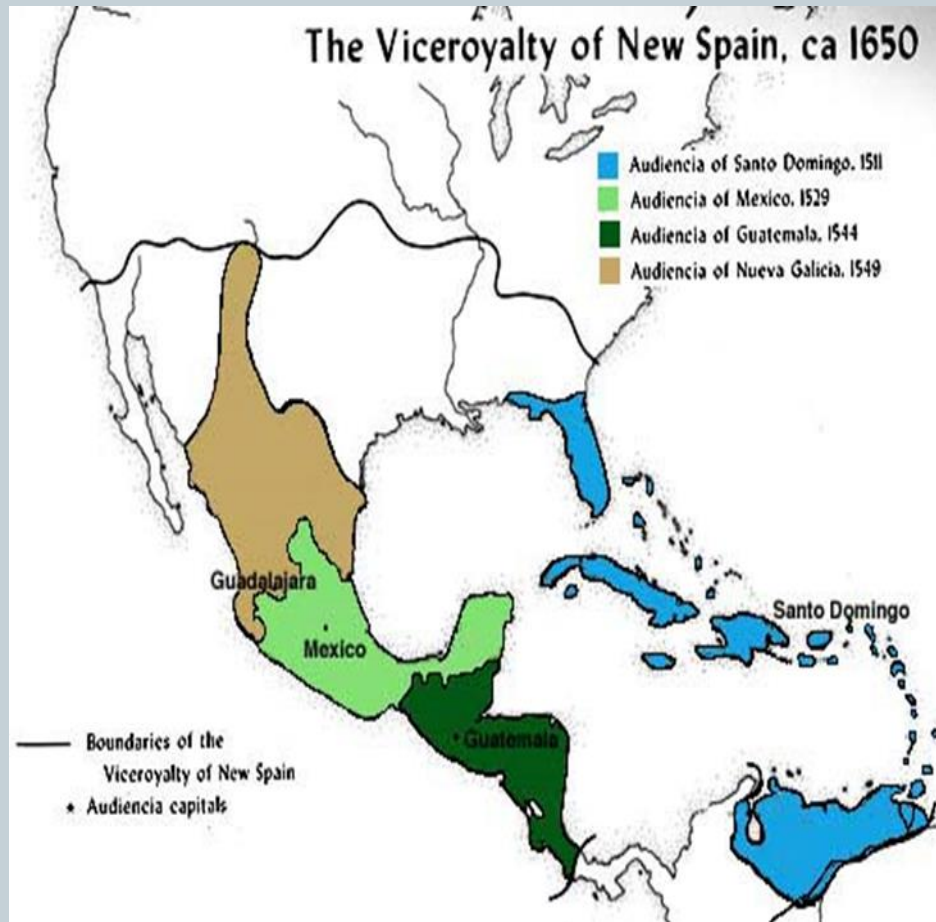 The Viceroyalty of New Spain, ca 1650
Audiencia of Santo Domingo, 1511
Audiencia of Mexico, 1529
Audiencia of Guatemala, 1544
Audiencia of Nueva Galicia, 1549
Guadalajara
Santo Domingo
Mexico
Guatemala
Boundaries of the
Viceroyalty of New Spain
* Audiencia capitals